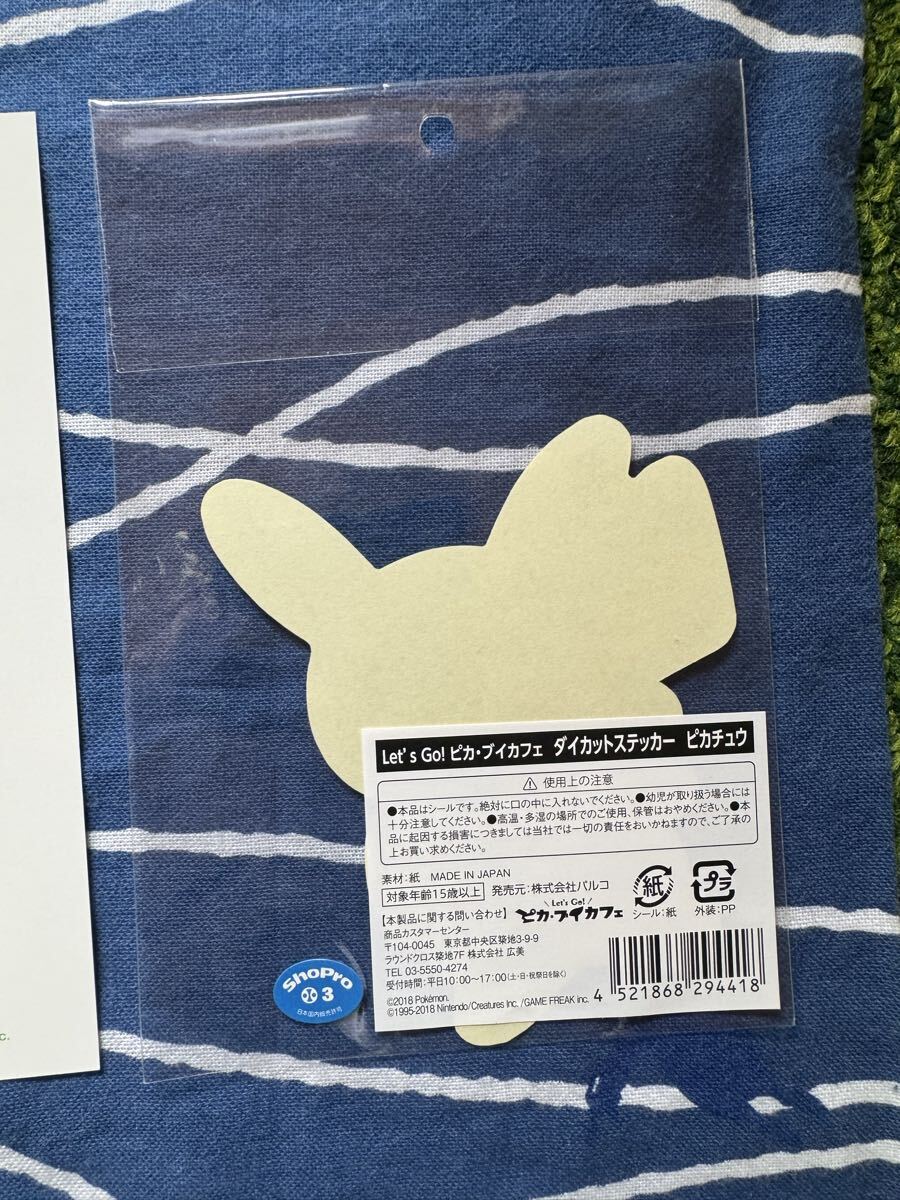 Let's Go! ピカ・ブイカフェ ダイカットステッカー ピカチュウ
⚠ 使用上の注意
●本品はシールです。絶対に口の中に入れないでください。●幼児が取り扱う場合には
十分注意してください。●高温・多湿の場所でのご使用、保管はおやめください。●本
品に起因する損害につきましては当社では一切の責任をおいかねますので、ご了承の
上お買い求めください。
素材：紙 MADE IN JAPAN
対象年齢15歳以上 発売元：株式会社パルコ
【本製品に関する問い合わせ】
商品カスタマーセンター
〒104-0045 東京都中央区築地3-9-9
ラウンドクロス築地7F 株式会社 広美
TEL 03-5550-4274
受付時間：平日10:00〜17:00(土・日・祝祭日を除く)
©2018 Pokémon.
©1995-2018 Nintendo/Creatures Inc. /GAME FREAK inc.
Let's Go!
ピカ・ブイカフェ
紙
シール：紙
プラ
外装：PP
4 521868 294418
ShoPro
3
日本国内販売許可
c.